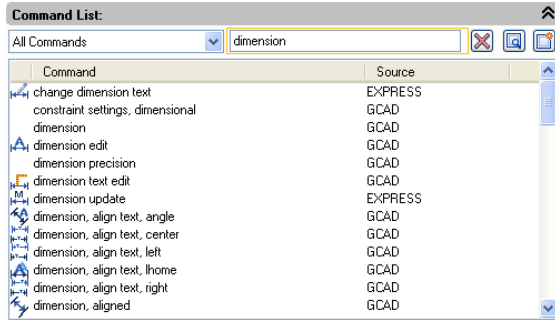 Command List:
All Commands dimension
Command Source
change dimension text EXPRESS
constraint settings, dimensional GCAD
dimension GCAD
dimension edit GCAD
dimension precision GCAD
dimension text edit GCAD
dimension update EXPRESS
dimension, align text, angle GCAD
dimension, align text, center GCAD
dimension, align text, left GCAD
dimension, align text, lhome GCAD
dimension, align text, right GCAD
dimension, aligned GCAD